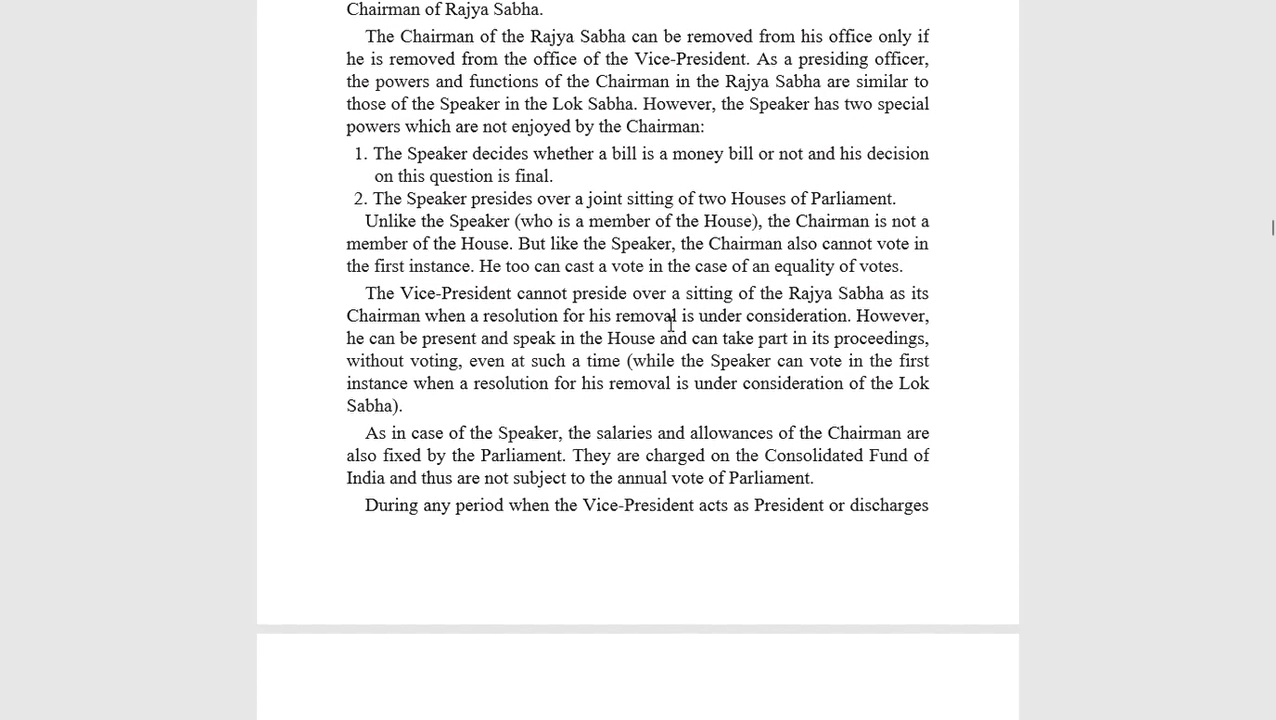 Chairman of Rajya Sabha.
The Chairman of the Rajya Sabha can be removed from his office only if
he is removed from the office of the Vice-President. As a presiding officer,
the powers and functions of the Chairman in the Rajya Sabha are similar to
those of the Speaker in the Lok Sabha. However, the Speaker has two special
powers which are not enjoyed by the Chairman:
1. The Speaker decides whether a bill is a money bill or not and his decision
on this question is final.
2. The Speaker presides over a joint sitting of two Houses of Parliament.
Unlike the Speaker (who is a member of the House), the Chairman is not a
member of the House. But like the Speaker, the Chairman also cannot vote in
the first instance. He too can cast a vote in the case of an equality of votes.
The Vice-President cannot preside over a sitting of the Rajya Sabha as its
Chairman when a resolution for his removal is under consideration. However,
he can be present and speak in the House and can take part in its proceedings,
without voting, even at such a time (while the Speaker can vote in the first
instance when a resolution for his removal is under consideration of the Lok
Sabha).
As in case of the Speaker, the salaries and allowances of the Chairman are
also fixed by the Parliament. They are charged on the Consolidated Fund of
India and thus are not subject to the annual vote of Parliament.
During any period when the Vice-President acts as President or discharges